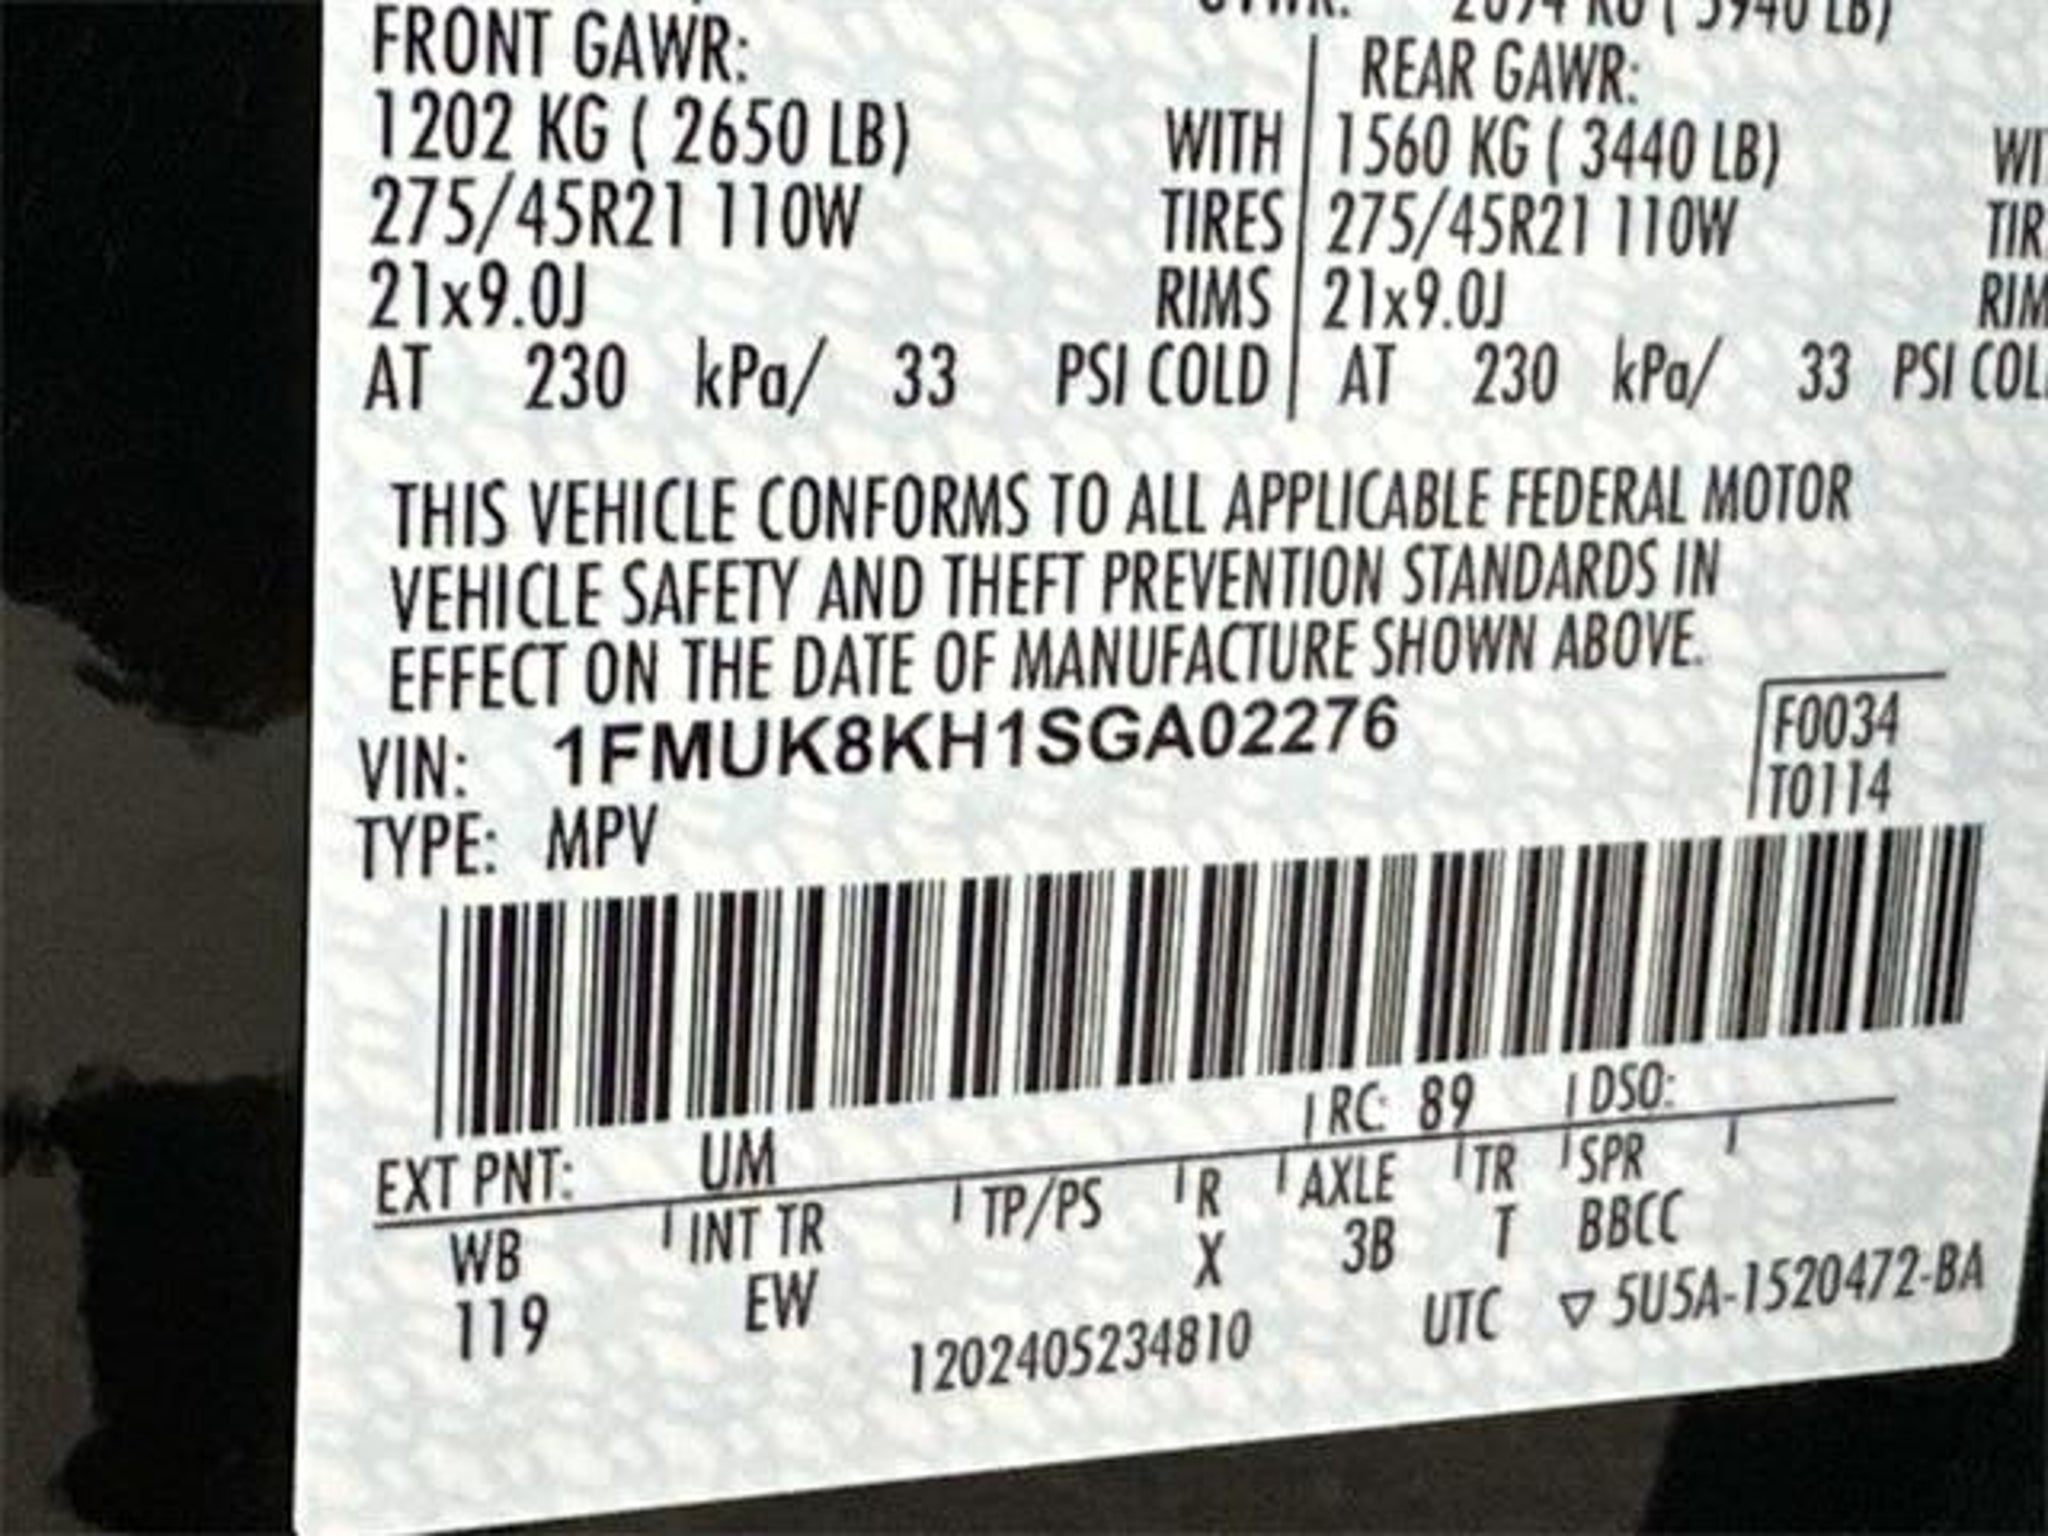 FRONT GAWR:
1202 KG ( 2650 LB) WITH
275/45R21 110W TIRES
21x9.0J RIMS
AT 230 kPa/ 33 PSI COLD
( 5940 LB)
REAR GAWR:
1560 KG ( 3440 LB)
275/45R21 110W
21x9.0J
AT 230 kPa/ 33 PSI
THIS VEHICLE CONFORMS TO ALL APPLICABLE FEDERAL MOTOR
VEHICLE SAFETY AND THEFT PREVENTION STANDARDS IN
EFFECT ON THE DATE OF MANUFACTURE SHOWN ABOVE.
VIN: 1FMUK8KH1SGA02276
F0034
T0114
TYPE: MPV
EXT PNT: UM RC: 89 DSO:
WB INT TR TP/PS R AXLE TR SPR
119 EW X 3B T BBCC
1202405234810 UTC ▽ 5U5A-1520472-BA